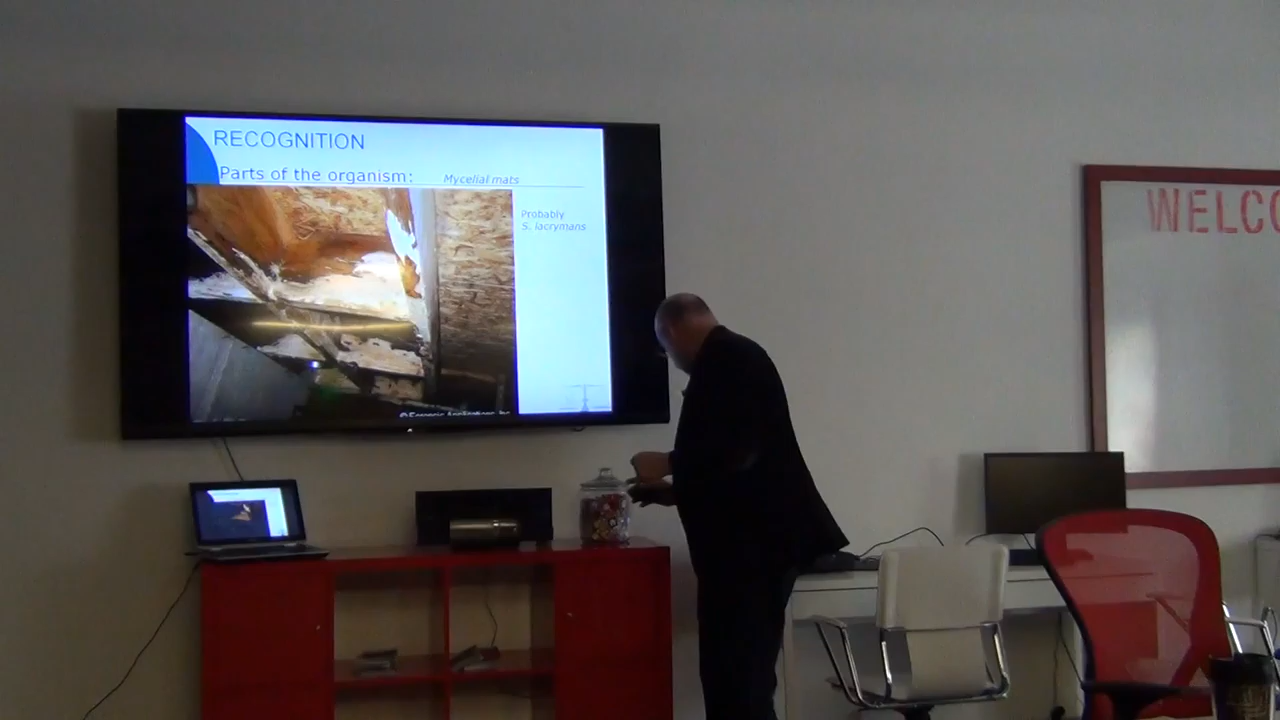 RECOGNITION
Parts of the organism: Mycelial mats
Probably
S. lacrymans
WELCO